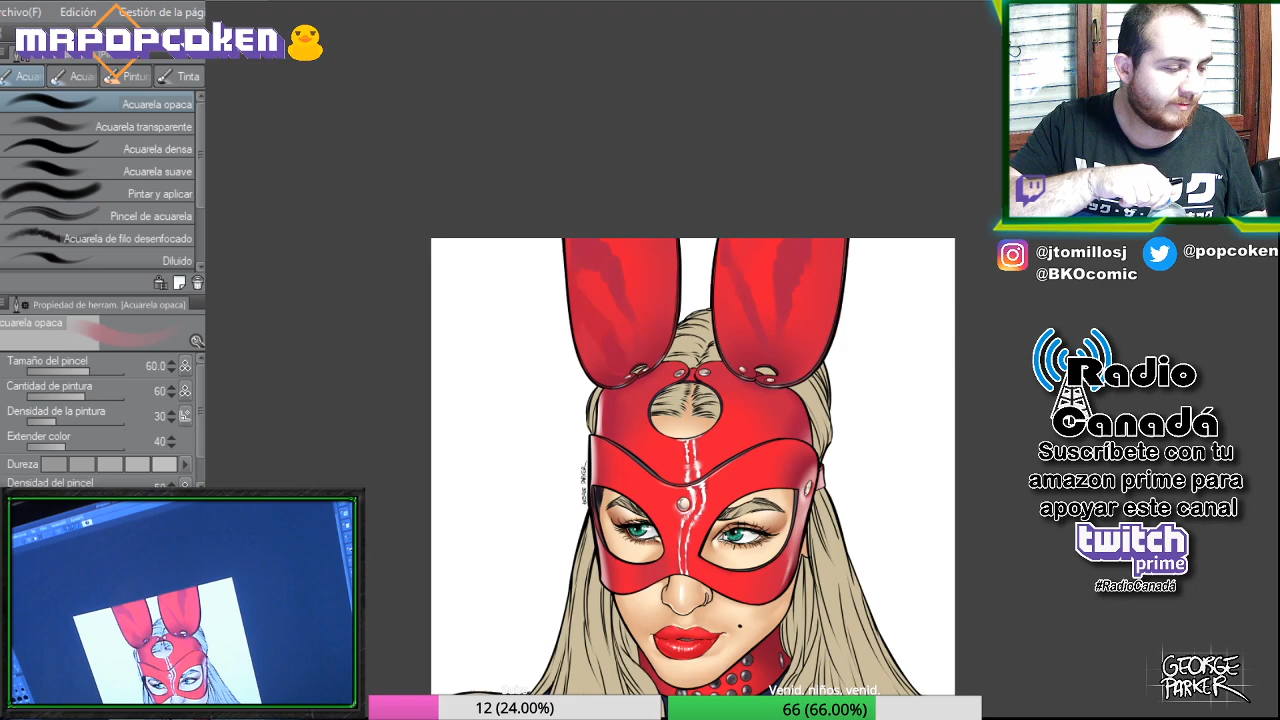 rchivo(F) Edición Gestión de la pág
MRPOPCOKEN
Acua Acua Pintur Tinta
Acuarela opaca
Acuarela transparente
Acuarela densa
Acuarela suave
Pintar y aplicar
Pincel de acuarela
Acuarela de filo desenfocado
Diluido
Propiedad de herram. [Acuarela opaca]
cuarela opaca
Tamaño del pincel 60.0
Cantidad de pintura 60
Densidad de la pintura 30
Extender color 40
Dureza
Densidad del pincel
@jtomillosj @popcoken
@BKOcomic
Radio
Canadá
Suscríbete con tu
amazon prime para
apoyar este canal
twitch
prime
#RadioCanadá
GEORGE
PARKER
Venid, niños, venid.
12 (24.00%) 66 (66.00%)